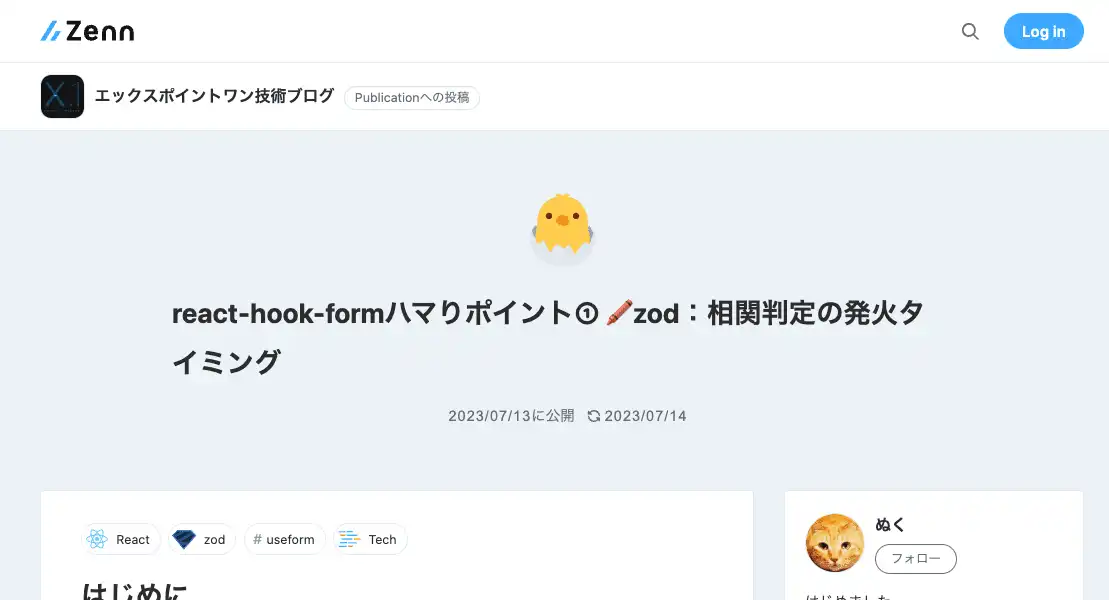 Zenn
Log in
エックスポイントワン技術ブログ
Publicationへの投稿
react-hook-formハマりポイント① 🖍️zod：相関判定の発火タ
イミング
2023/07/13に公開 2023/07/14
React
zod
# useform
Tech
はじめに
ぬく
フォロー
はじめました